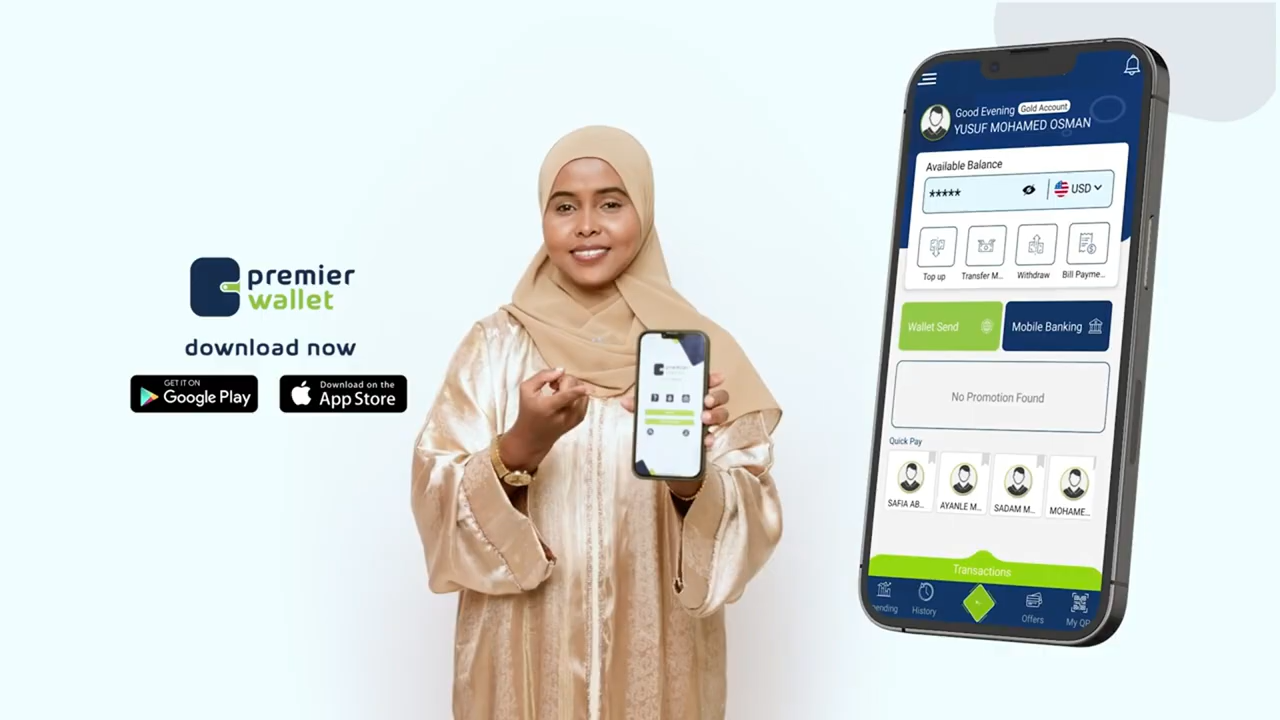 premier
wallet
download now
GET IT ON
Google Play
Download on the
App Store
premier
Good Evening Gold Account
YUSUF MOHAMED OSMAN
Available Balance
***** USD
Top up Transfer M... Withdraw Bill Payme...
Wallet Send Mobile Banking
No Promotion Found
Quick Pay
SAFIA AB... AYANLE M... SADAM M... MOHAME...
Transactions
ending History Offers My QR